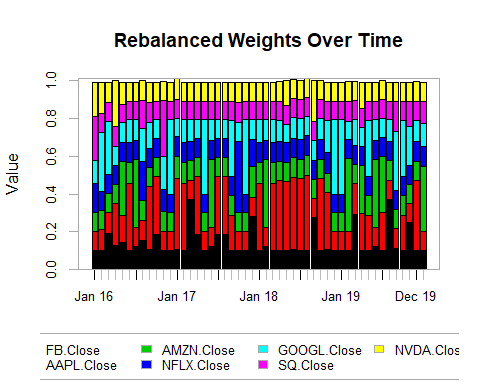 Rebalanced Weights Over Time
Value
1.0
0.8
0.6
0.4
0.2
0.0
Jan 16 Jan 17 Jan 18 Jan 19 Dec 19
FB.Close AMZN.Close GOOGL.Close NVDA.Clos
AAPL.Close NFLX.Close SQ.Close